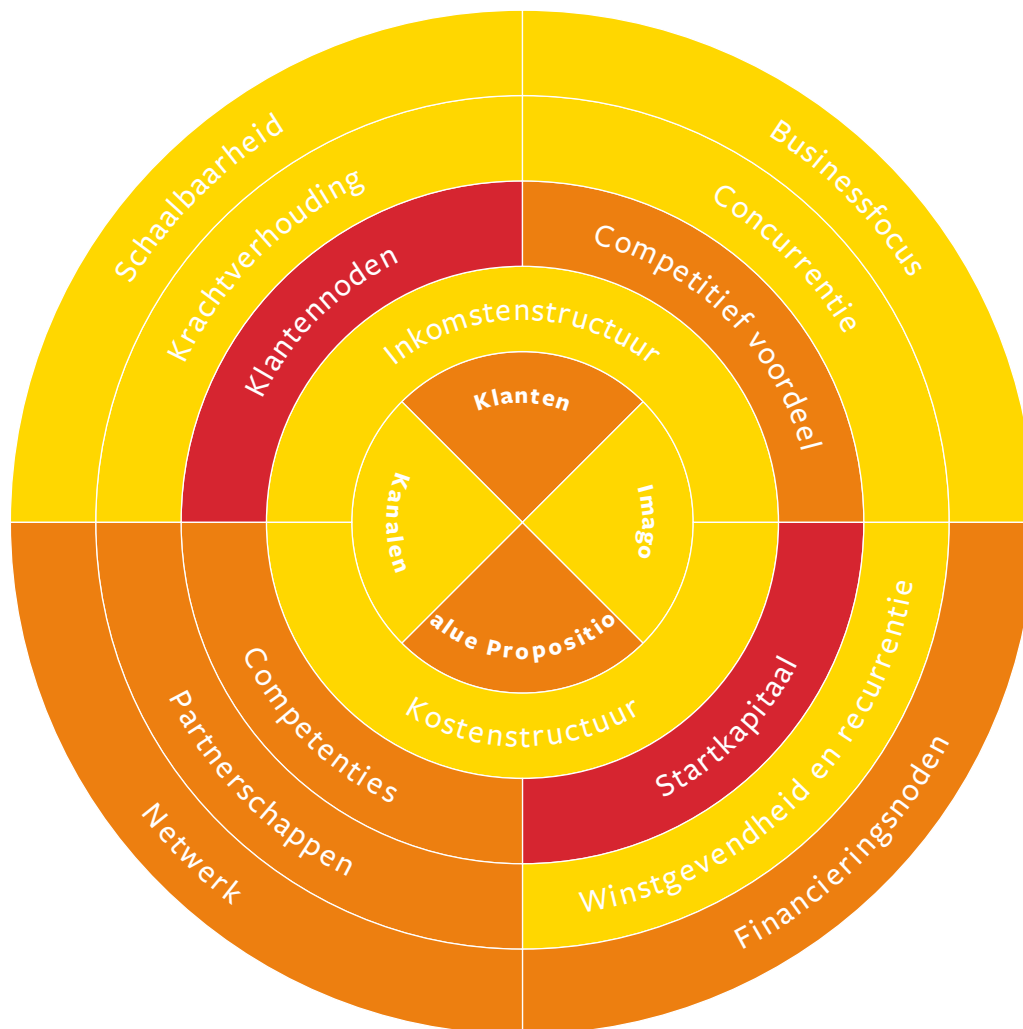 Schaalbaarheid
Businessfocus
Krachtverhouding
Concurrentie
Klantennoden
Competitief voordeel
Inkomstenstructuur
Klanten
Kanalen
Imago
alue Propositio
Kostenstructuur
Competenties
Startkapitaal
Partnerschappen
Winstgevendheid en recurrentie
Netwerk
Financieringsnoden